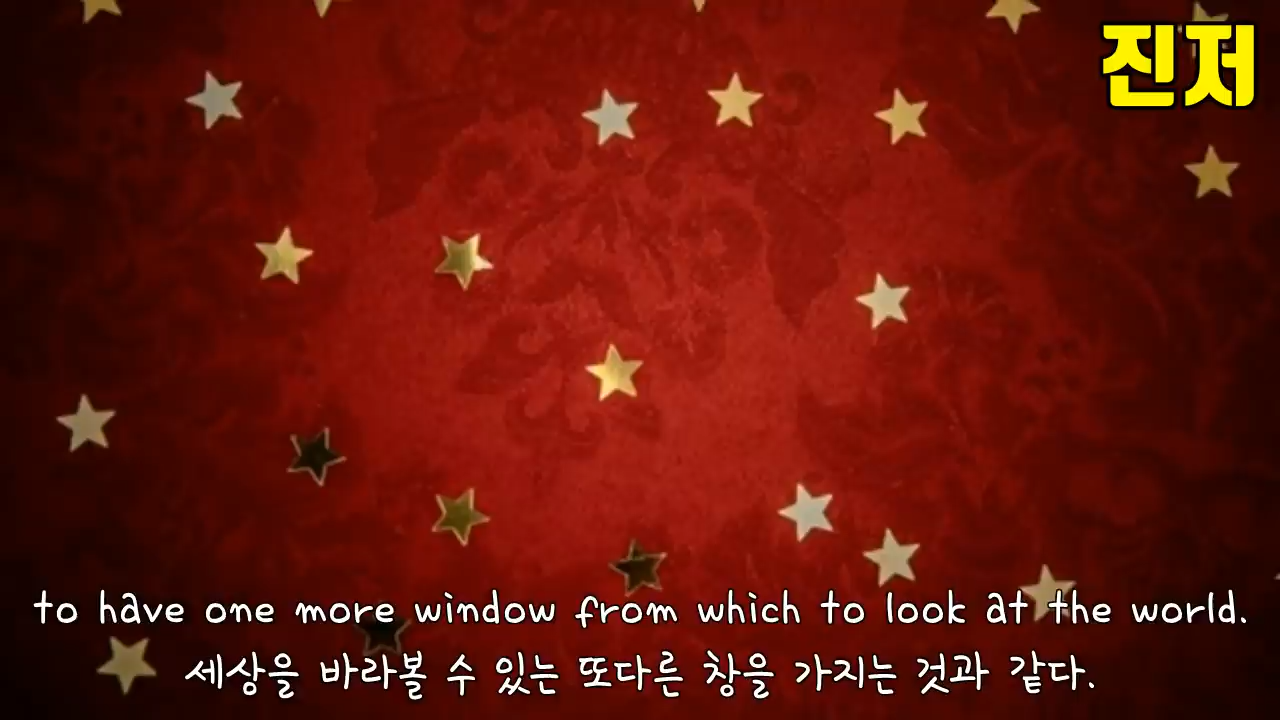 진저
to have one more window from which to look at the world.
세상을 바라볼 수 있는 또다른 창을 가지는 것과 같다.